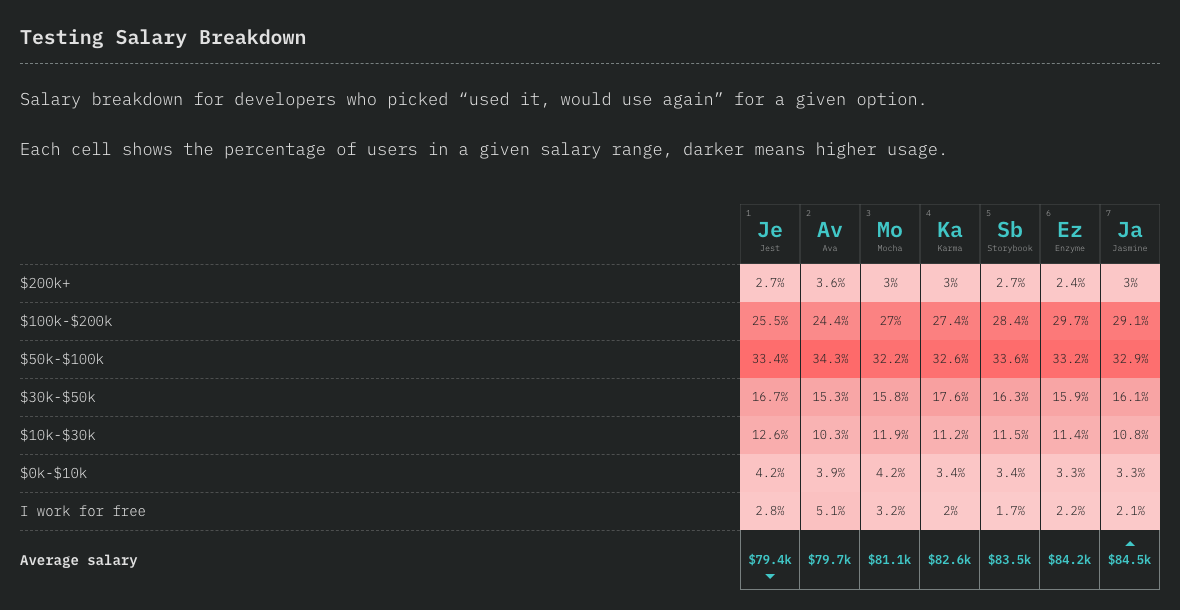 Testing Salary Breakdown
Salary breakdown for developers who picked “used it, would use again” for a given option.
Each cell shows the percentage of users in a given salary range, darker means higher usage.
1 2 3 4 5 6 7
Je Av Mo Ka Sb Ez Ja
Jest Ava Mocha Karma Storybook Enzyme Jasmine
$200k+ 2.7% 3.6% 3% 3% 2.7% 2.4% 3%
$100k-$200k 25.5% 24.4% 27% 27.4% 28.4% 29.7% 29.1%
$50k-$100k 33.4% 34.3% 32.2% 32.6% 33.6% 33.2% 32.9%
$30k-$50k 16.7% 15.3% 15.8% 17.6% 16.3% 15.9% 16.1%
$10k-$30k 12.6% 10.3% 11.9% 11.2% 11.5% 11.4% 10.8%
$0k-$10k 4.2% 3.9% 4.2% 3.4% 3.4% 3.3% 3.3%
I work for free 2.8% 5.1% 3.2% 2% 1.7% 2.2% 2.1%
Average salary $79.4k $79.7k $81.1k $82.6k $83.5k $84.2k $84.5k